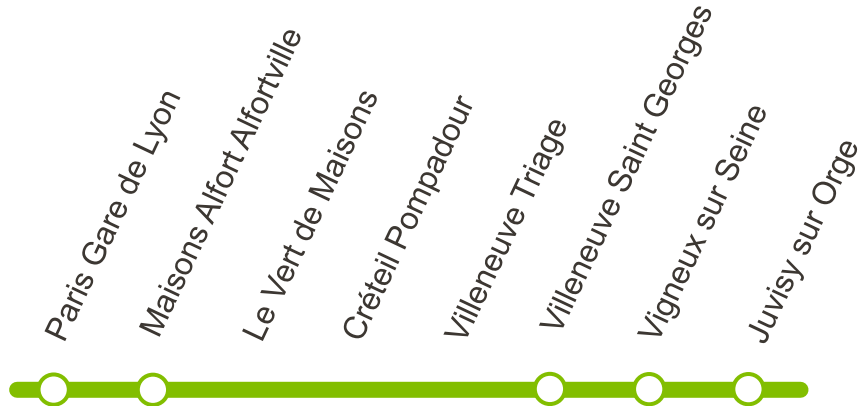 Paris Gare de Lyon
Maisons Alfort Alfortville
Le Vert de Maisons
Créteil Pompadour
Villeneuve Triage
Villeneuve Saint Georges
Vigneux sur Seine
Juvisy sur Orge